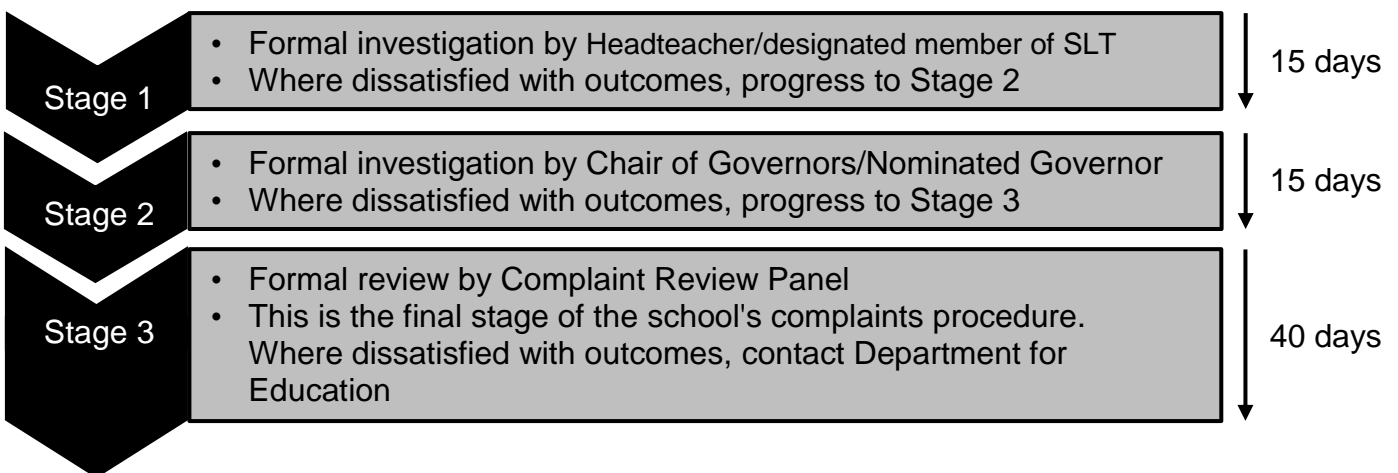 Stage 1
• Formal investigation by Headteacher/designated member of SLT
• Where dissatisfied with outcomes, progress to Stage 2
15 days
Stage 2
• Formal investigation by Chair of Governors/Nominated Governor
• Where dissatisfied with outcomes, progress to Stage 3
15 days
Stage 3
• Formal review by Complaint Review Panel
• This is the final stage of the school's complaints procedure.
Where dissatisfied with outcomes, contact Department for
Education
40 days